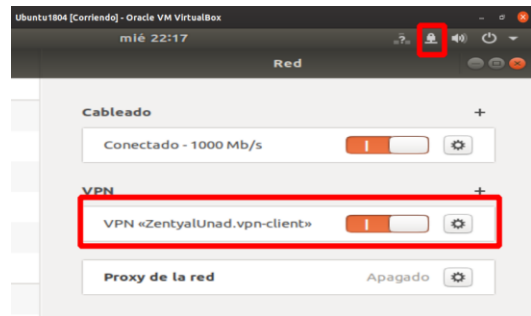 Ubuntu1804 [Corriendo] - Oracle VM VirtualBox
mié 22:17
Red
Cableado
Conectado - 1000 Mb/s
VPN
VPN «ZentyalUnad.vpn-client»
Proxy de la red Apagado